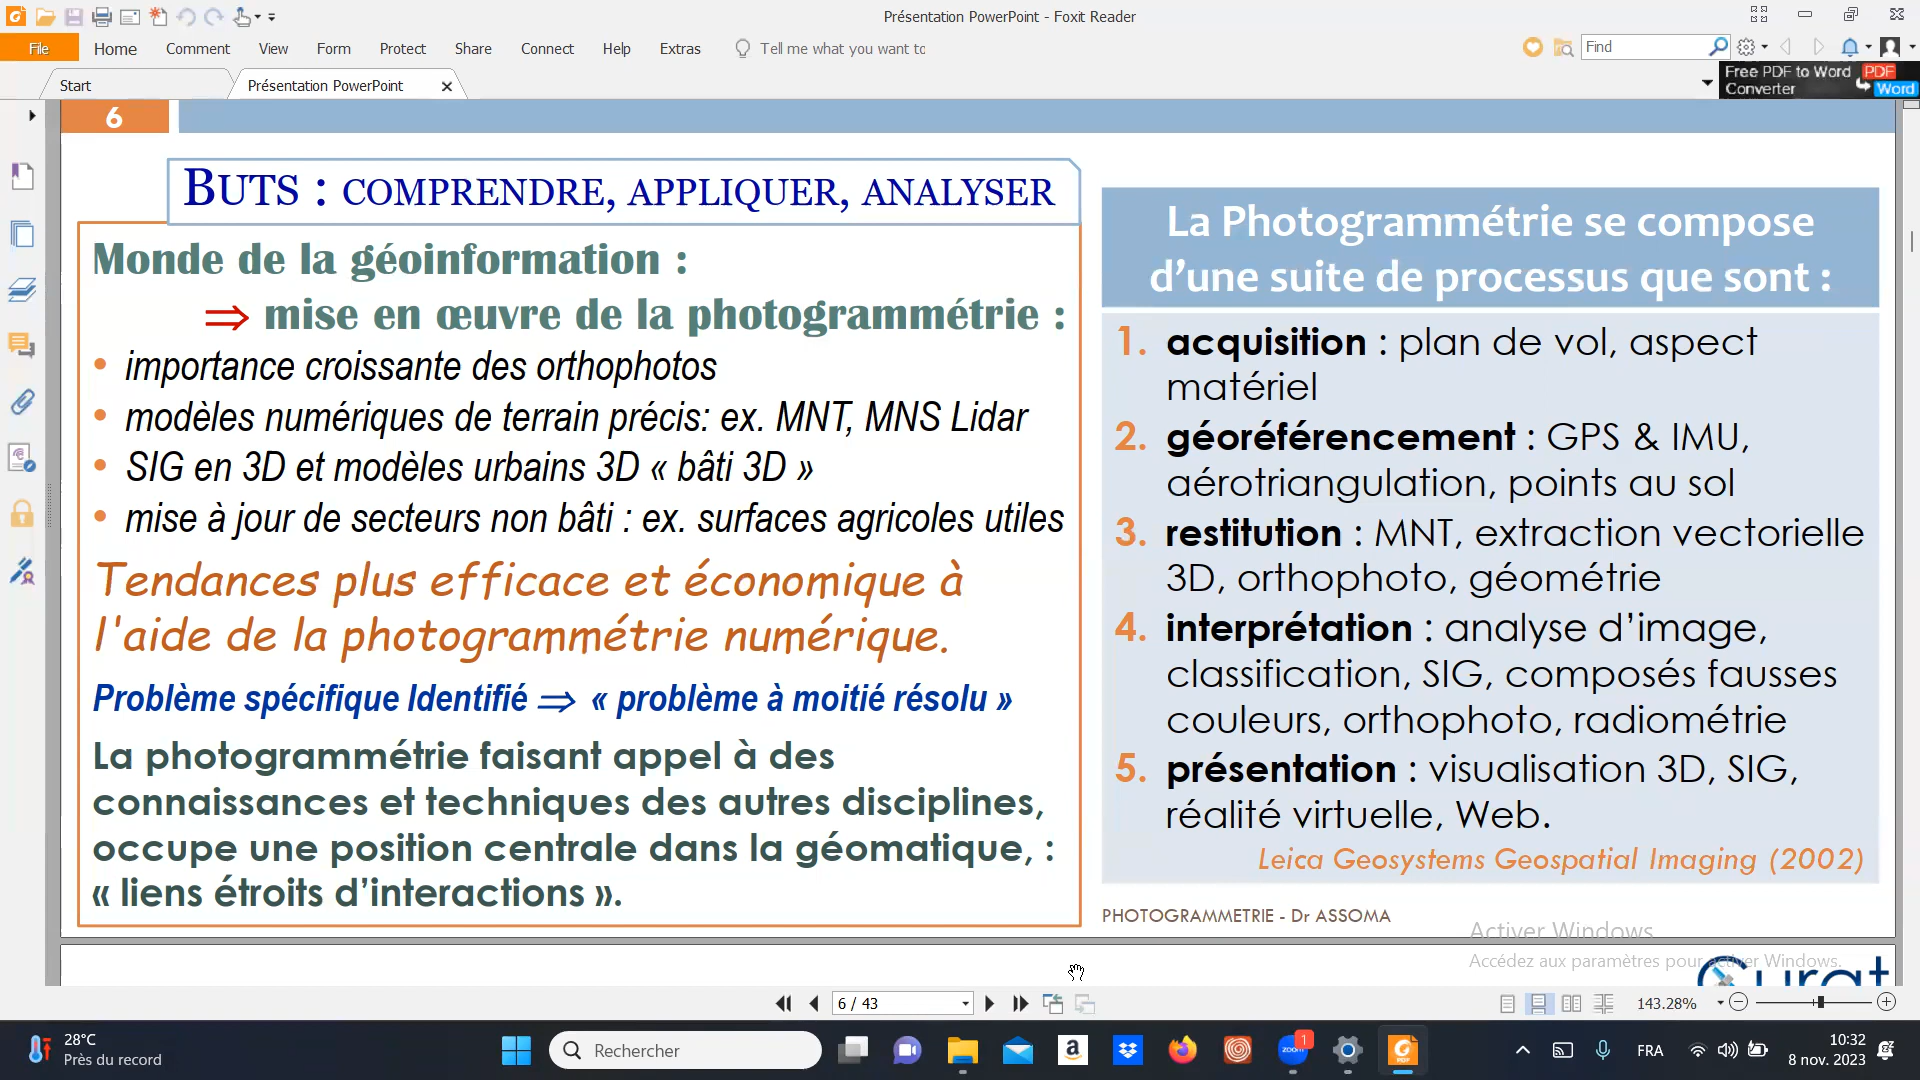 Présentation PowerPoint - Foxit Reader
File Home Comment View Form Protect Share Connect Help Extras Tell me what you want to Find
Start Présentation PowerPoint
Free PDF to Word Converter PDF Word
6
BUTS : COMPRENDRE, APPLIQUER, ANALYSER
Monde de la géoinformation :
⇒ mise en œuvre de la photogrammétrie :
• importance croissante des orthophotos
• modèles numériques de terrain précis: ex. MNT, MNS Lidar
• SIG en 3D et modèles urbains 3D « bâti 3D »
• mise à jour de secteurs non bâti : ex. surfaces agricoles utiles
Tendances plus efficace et économique à
l'aide de la photogrammétrie numérique.
Problème spécifique Identifié ⇒ « problème à moitié résolu »
La photogrammétrie faisant appel à des
connaissances et techniques des autres disciplines,
occupe une position centrale dans la géomatique, :
« liens étroits d’interactions ».
La Photogrammétrie se compose
d’une suite de processus que sont :
1. acquisition : plan de vol, aspect
matériel
2. géoréférencement : GPS & IMU,
aérotriangulation, points au sol
3. restitution : MNT, extraction vectorielle
3D, orthophoto, géométrie
4. interprétation : analyse d’image,
classification, SIG, composés fausses
couleurs, orthophoto, radiométrie
5. présentation : visualisation 3D, SIG,
réalité virtuelle, Web.
Leica Geosystems Geospatial Imaging (2002)
PHOTOGRAMMETRIE - Dr ASSOMA
Activer Windows
Accédez aux paramètres pour activer Windows.
6 / 43
143.28%
28°C
Près du record
Rechercher
zoom
1
FRA
10:32
8 nov. 2023